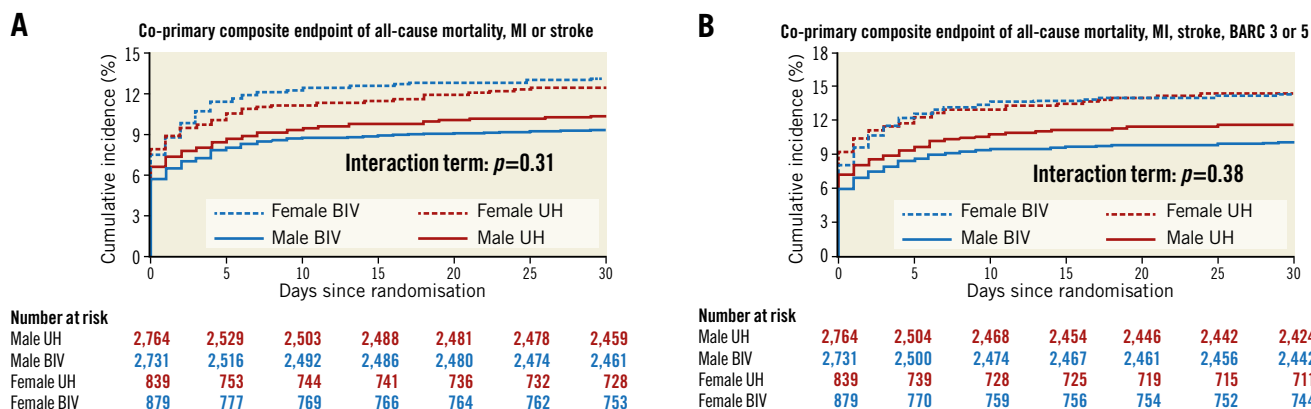 A
Co-primary composite endpoint of all-cause mortality, MI or stroke
Cumulative incidence (%)
15
12
9
6
3
0
Interaction term: p=0.31
Female BIV
Female UH
Male BIV
Male UH
0 5 10 15 20 25 30
Days since randomisation
Number at risk
Male UH 2,764 2,529 2,503 2,488 2,481 2,478 2,459
Male BIV 2,731 2,516 2,492 2,486 2,480 2,474 2,461
Female UH 839 753 744 741 736 732 728
Female BIV 879 777 769 766 764 762 753
B
Co-primary composite endpoint of all-cause mortality, MI, stroke, BARC 3 or 5
Cumulative incidence (%)
18
15
12
9
6
3
0
Interaction term: p=0.38
Female BIV
Female UH
Male BIV
Male UH
0 5 10 15 20 25 30
Days since randomisation
Number at risk
Male UH 2,764 2,504 2,468 2,454 2,446 2,442 2,424
Male BIV 2,731 2,500 2,474 2,467 2,461 2,456 2,442
Female UH 839 739 728 725 719 715 711
Female BIV 879 770 759 756 754 752 744